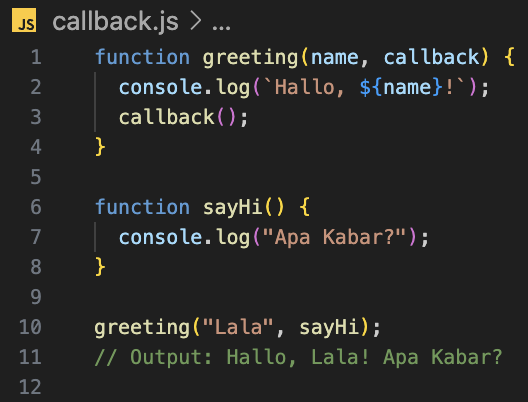 JS callback.js > ...
1 function greeting(name, callback) {
2   console.log(`Hallo, ${name}!`);
3   callback();
4 }
5
6 function sayHi() {
7   console.log("Apa Kabar?");
8 }
9
10 greeting("Lala", sayHi);
11 // Output: Hallo, Lala! Apa Kabar?
12